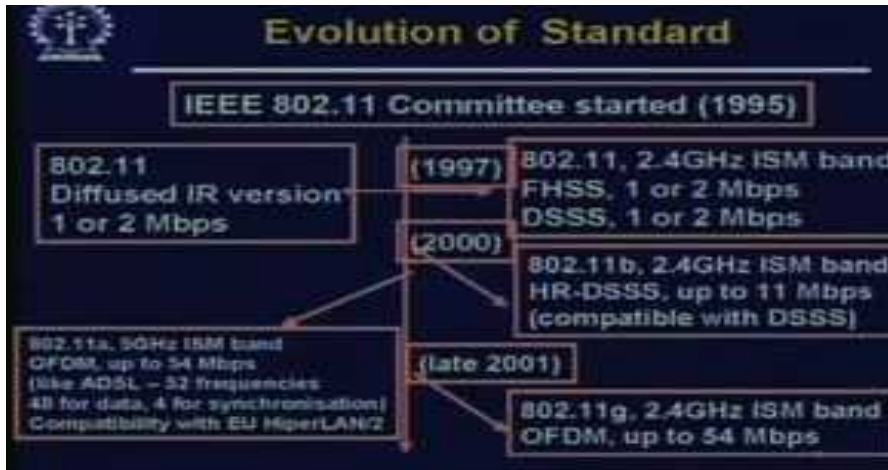 Evolution of Standard
IEEE 802.11 Committee started (1995)
802.11
Diffused IR version
1 or 2 Mbps
(1997)
802.11, 2.4GHz ISM band
FHSS, 1 or 2 Mbps
DSSS, 1 or 2 Mbps
(2000)
802.11b, 2.4GHz ISM band
HR-DSSS, up to 11 Mbps
(compatible with DSSS)
802.11a, 5GHz ISM band
OFDM, up to 54 Mbps
(like ADSL – 52 frequencies
48 for data, 4 for synchronisation)
Compatibility with EU HiperLAN/2
(late 2001)
802.11g, 2.4GHz ISM band
OFDM, up to 54 Mbps